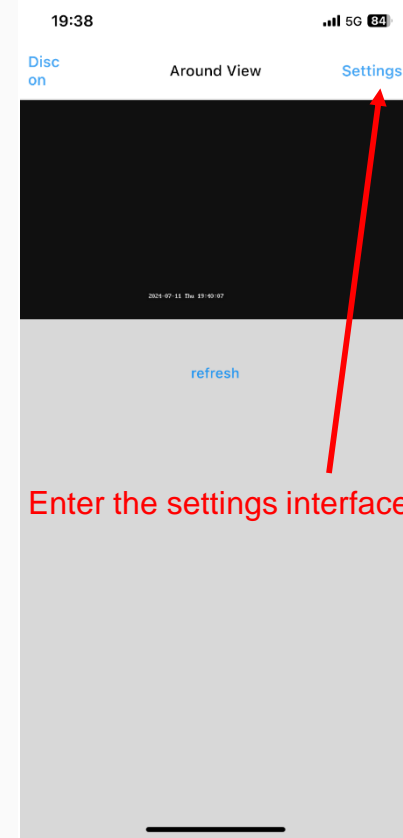 19:38 5G 84
Disc
on
Around View
Settings
2024-07-11 Thu 19:40:07
refresh
Enter the settings interface